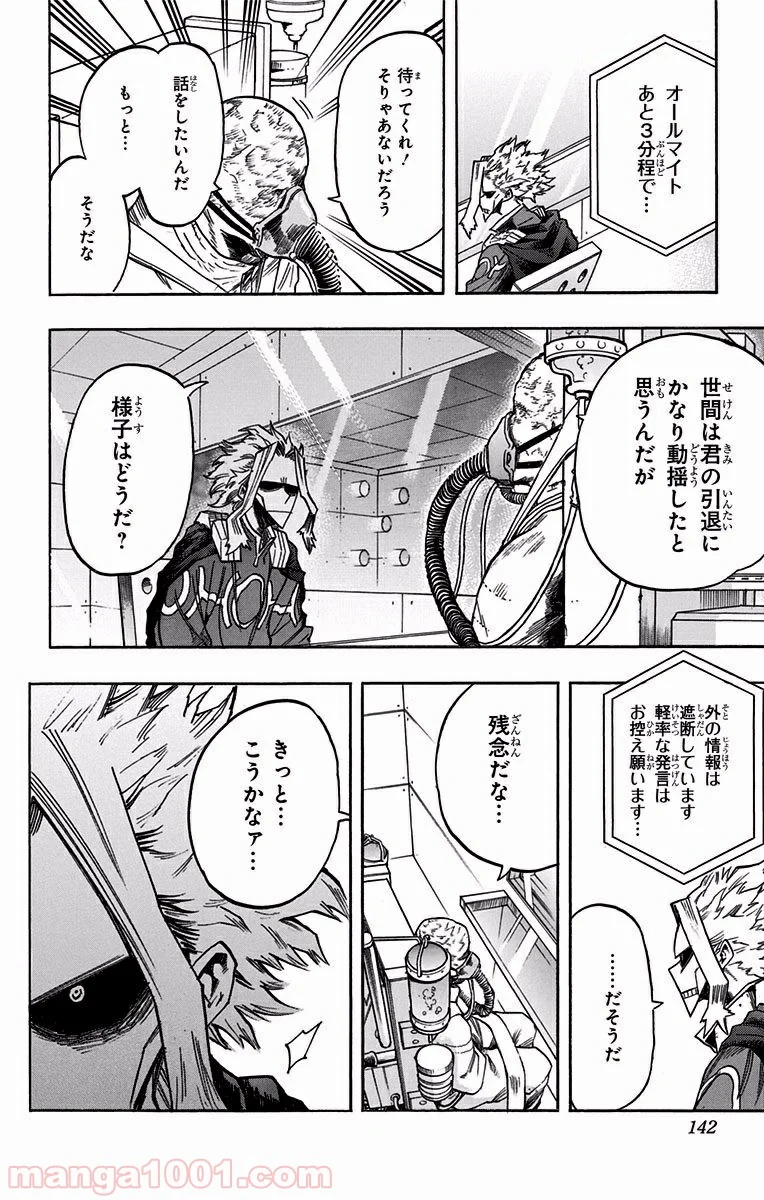 オールマイト
あと3分程で…
待ってくれ!
そりゃあないだろう
もっと…
話をしたいんだ
そうだな
世間は君の引退に
かなり動揺したと
思うんだが
様子はどうだ?
外の情報は
遮断しています
軽率な発言は
お控え願います…
……だそうだ
残念だな…
きっと…
こうかなァ…
142
manga1001.com